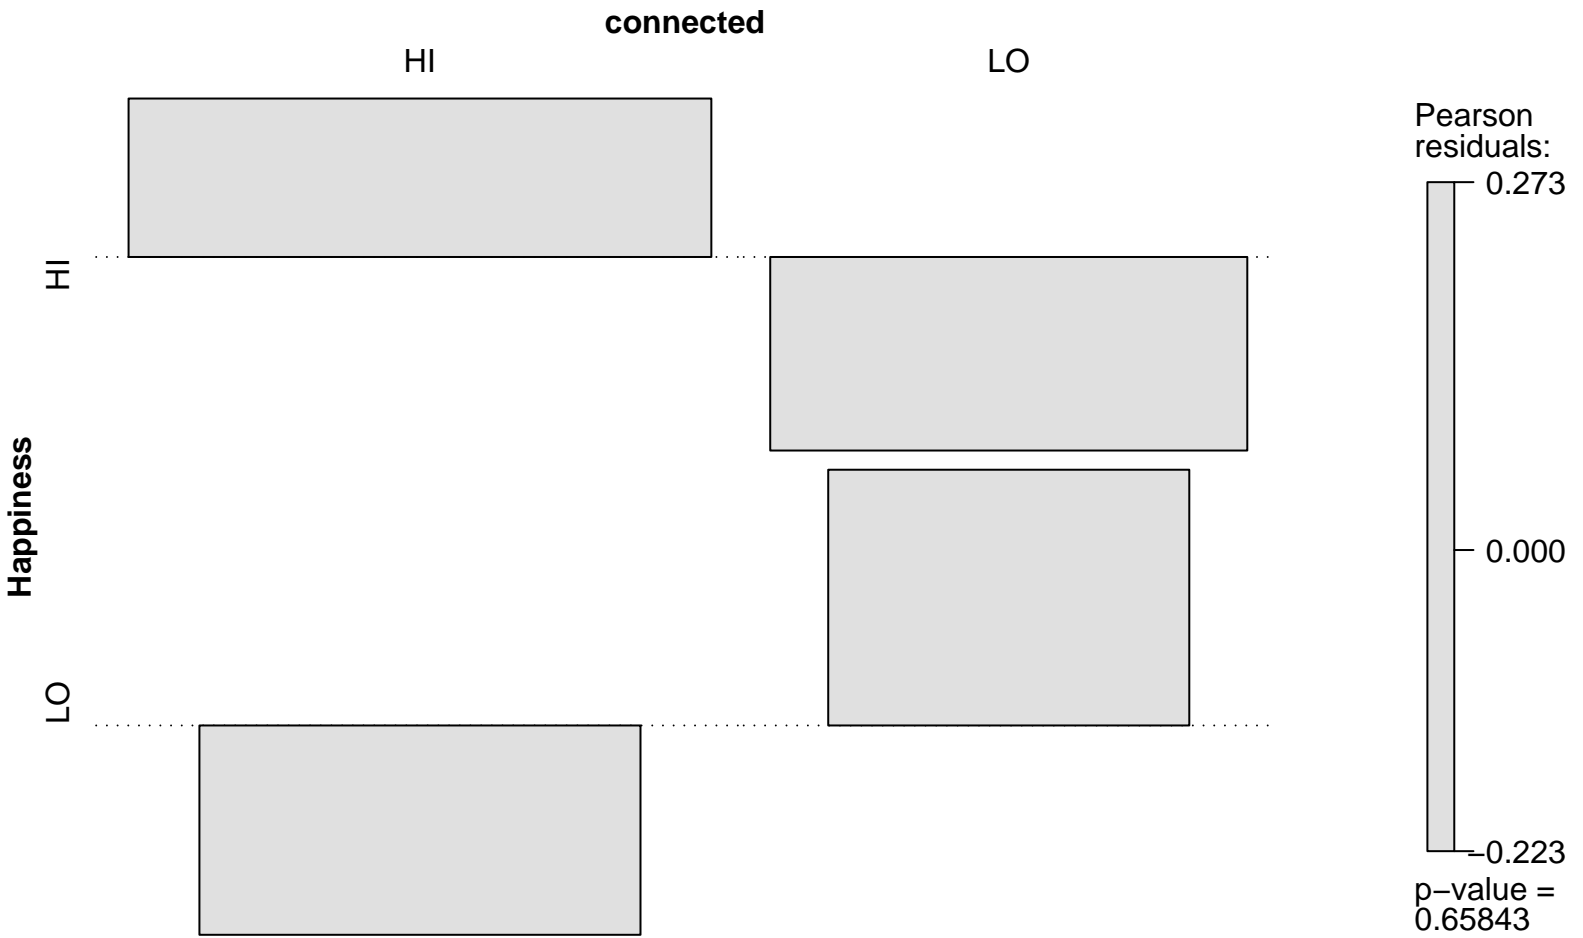 connected
HI
LO
Happiness
HI
LO
Pearson
residuals:
0.273
0.000
−0.223
p−value =
0.65843